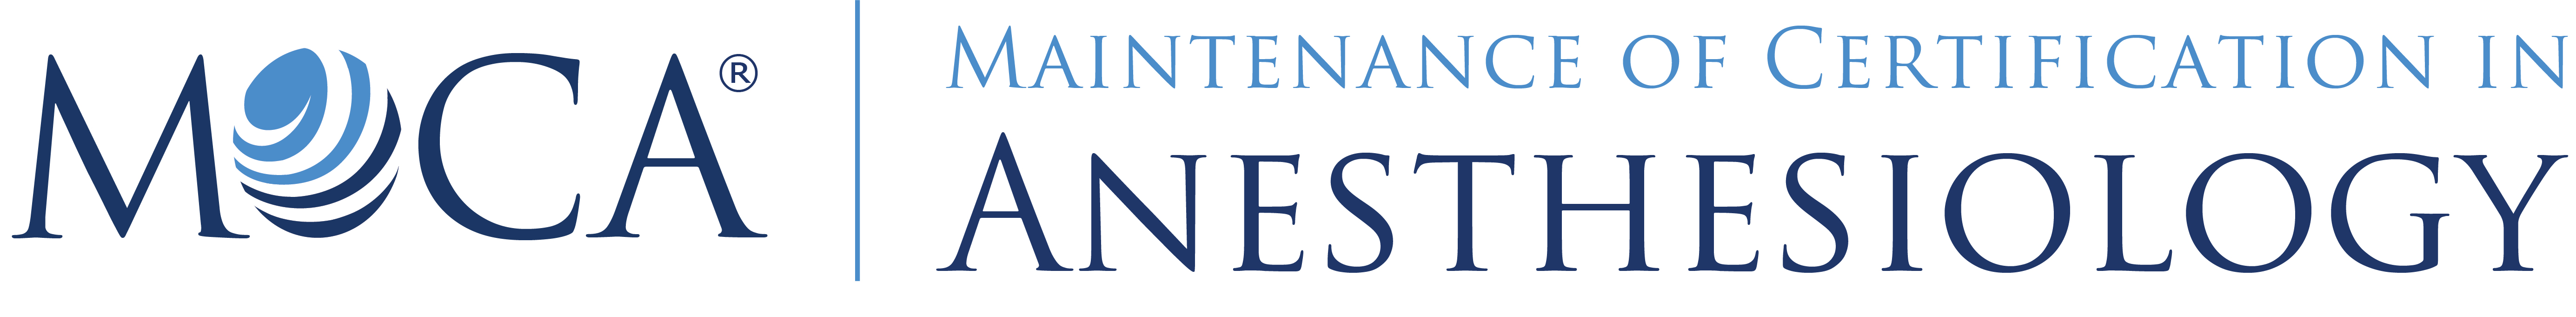 MOCA®
MAINTENANCE OF CERTIFICATION IN
ANESTHESIOLOGY